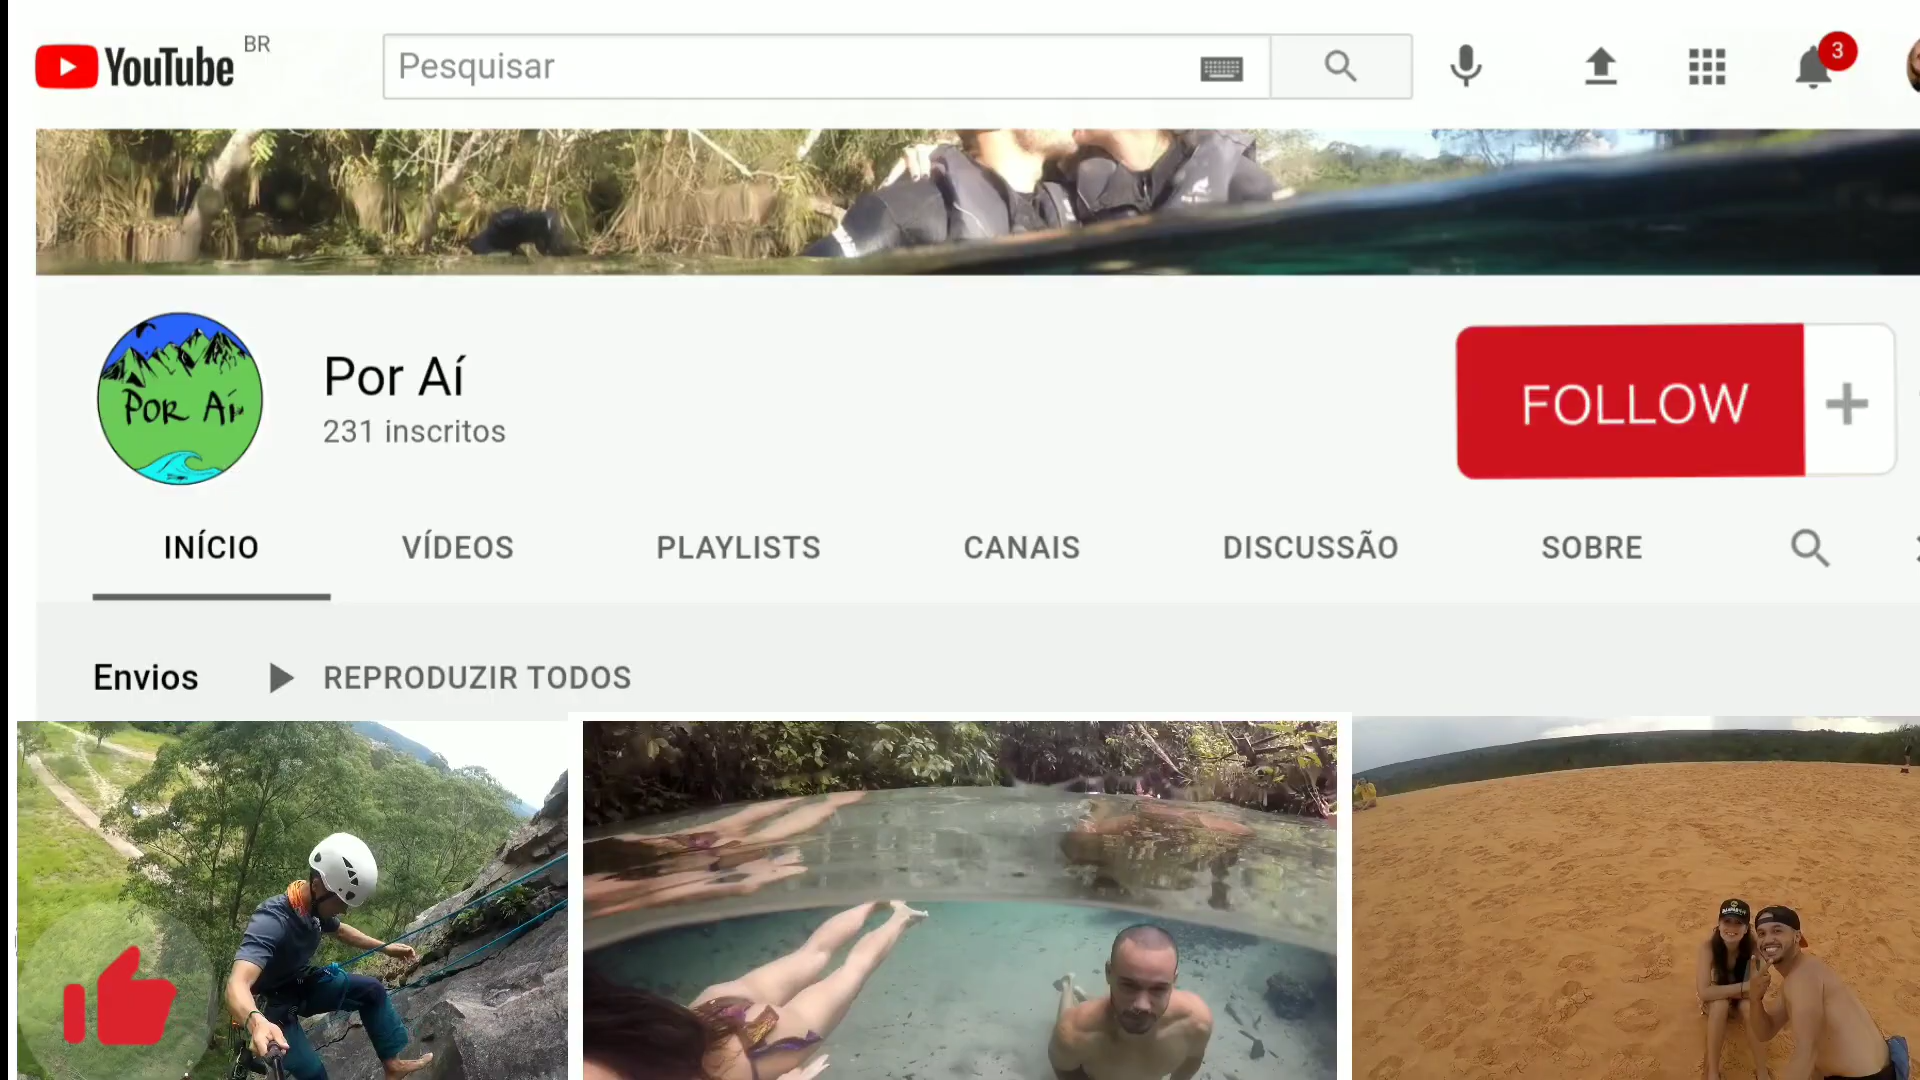 YouTube BR
Pesquisar
3
Por Aí
231 inscritos
POR AÍ
FOLLOW
INÍCIO
VÍDEOS
PLAYLISTS
CANAIS
DISCUSSÃO
SOBRE
Envios
REPRODUZIR TODOS